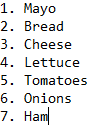 1. Mayo
2. Bread
3. Cheese
4. Lettuce
5. Tomatoes
6. Onions
7. Ham